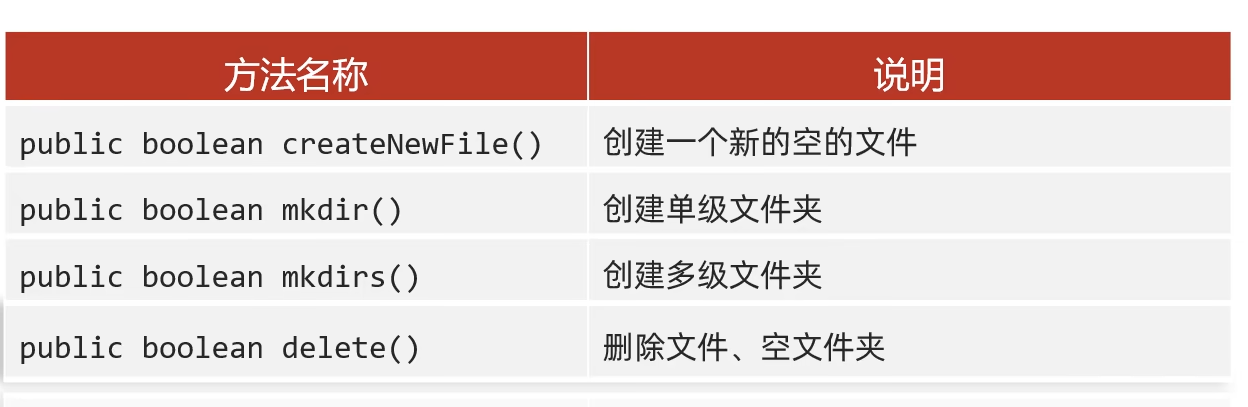 方法名称 说明
public boolean createNewFile() 创建一个新的空的文件
public boolean mkdir() 创建单级文件夹
public boolean mkdirs() 创建多级文件夹
public boolean delete() 删除文件、空文件夹